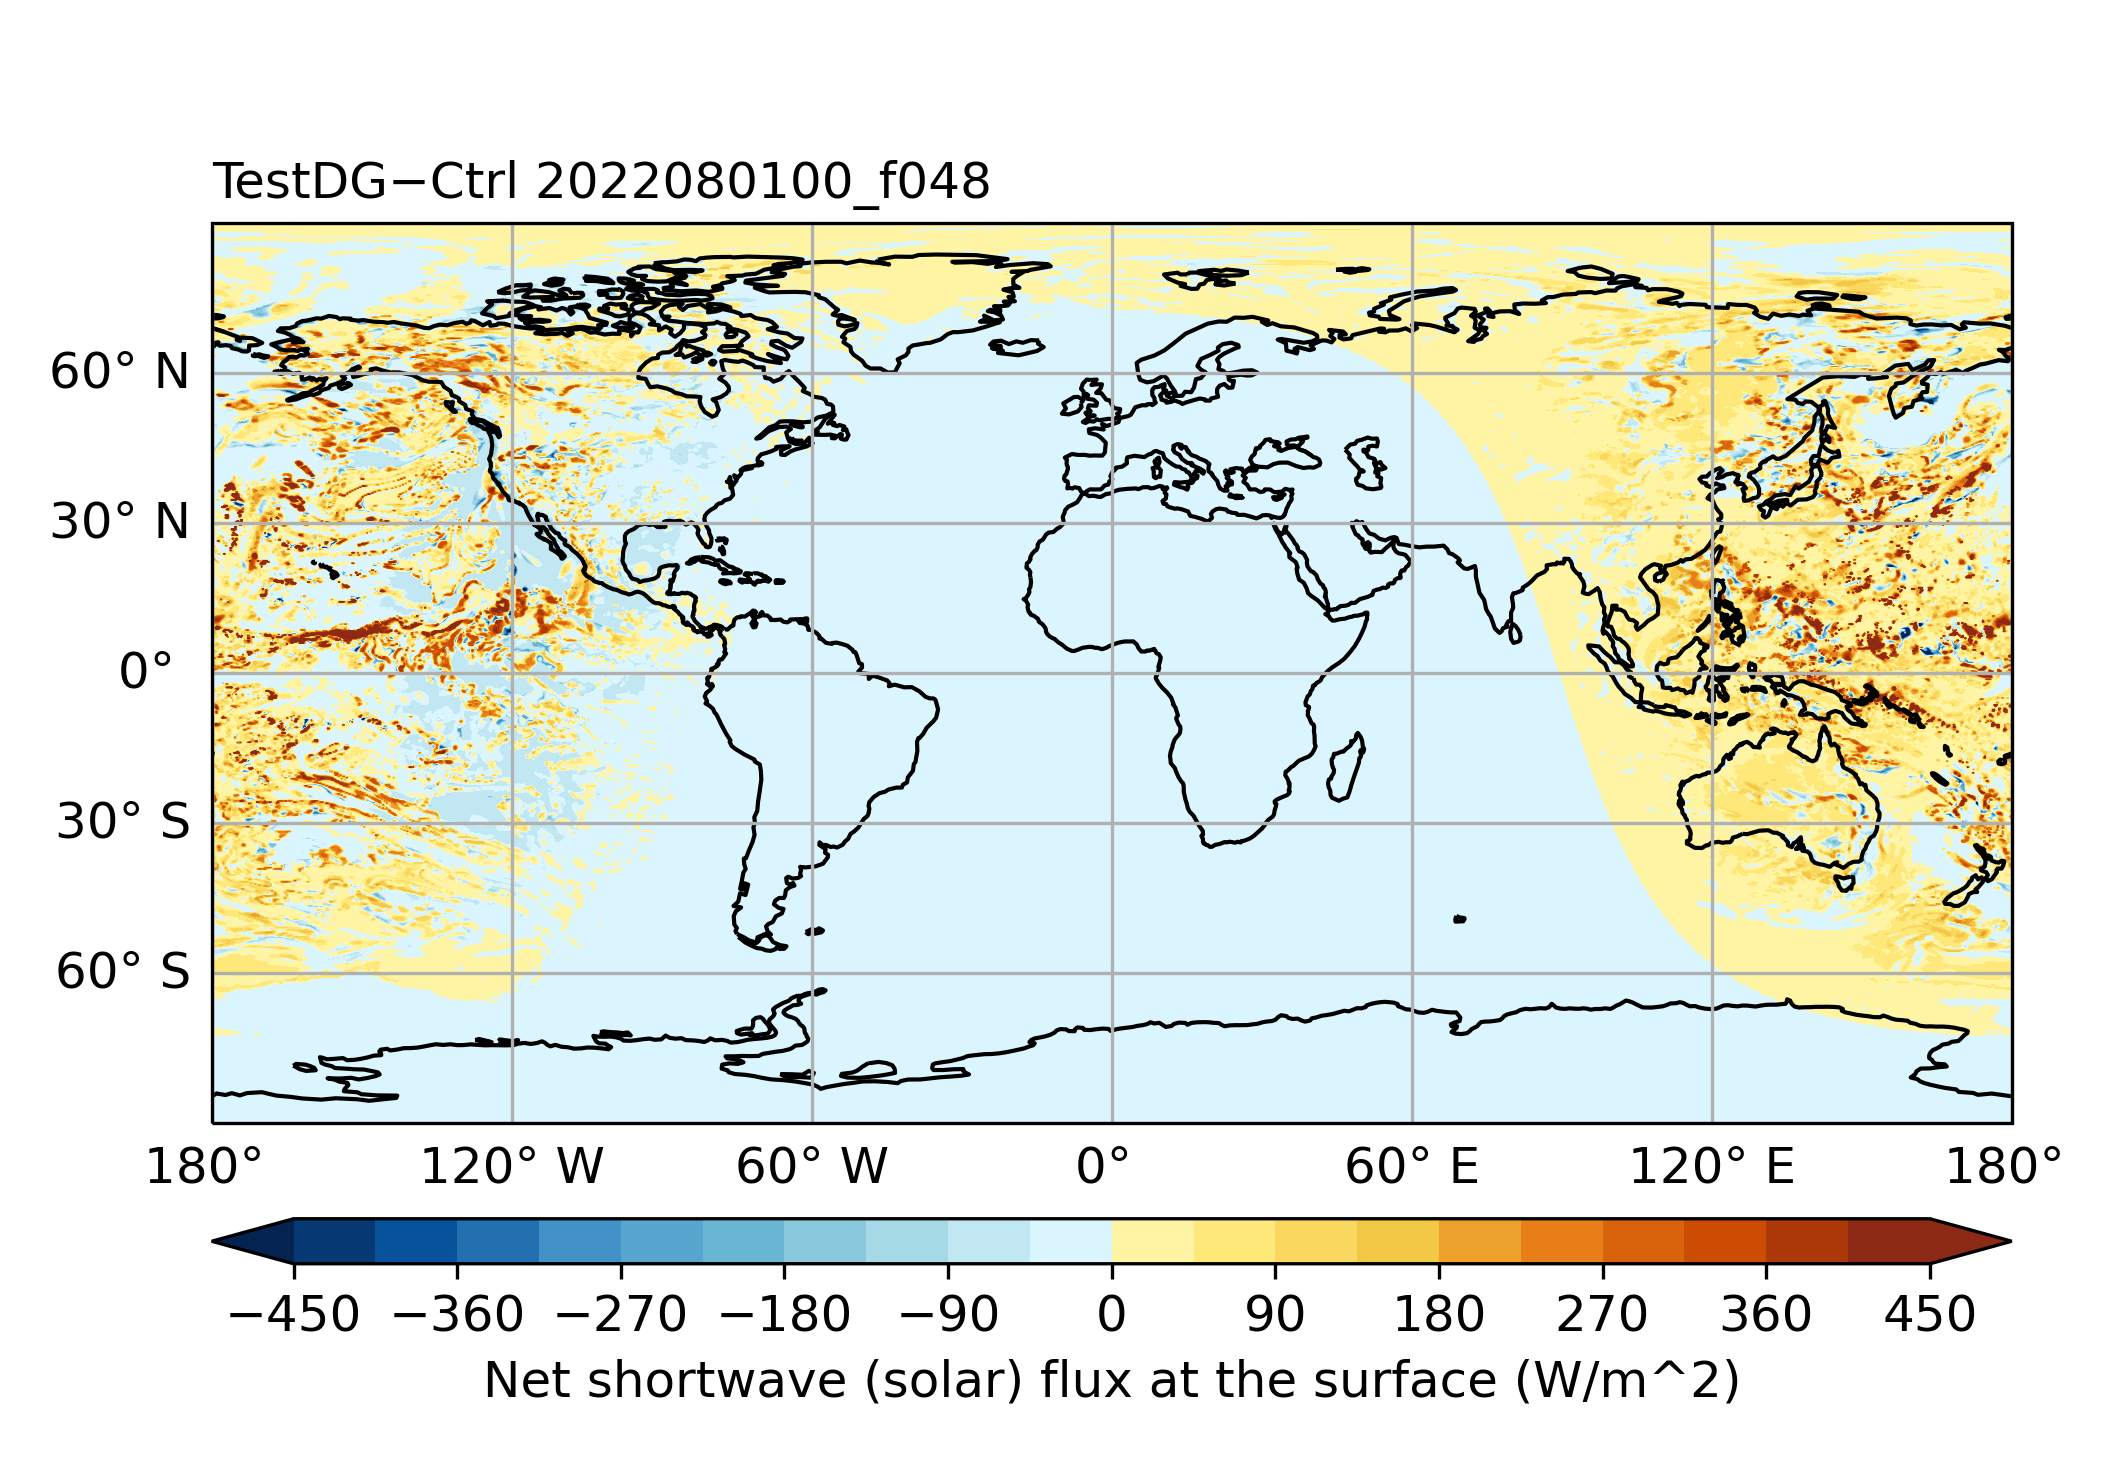 TestDG−Ctrl 2022080100_f048
60° N
30° N
0°
30° S
60° S
180° 120° W 60° W 0° 60° E 120° E 180°
−450 −360 −270 −180 −90 0 90 180 270 360 450
Net shortwave (solar) flux at the surface (W/m^2)